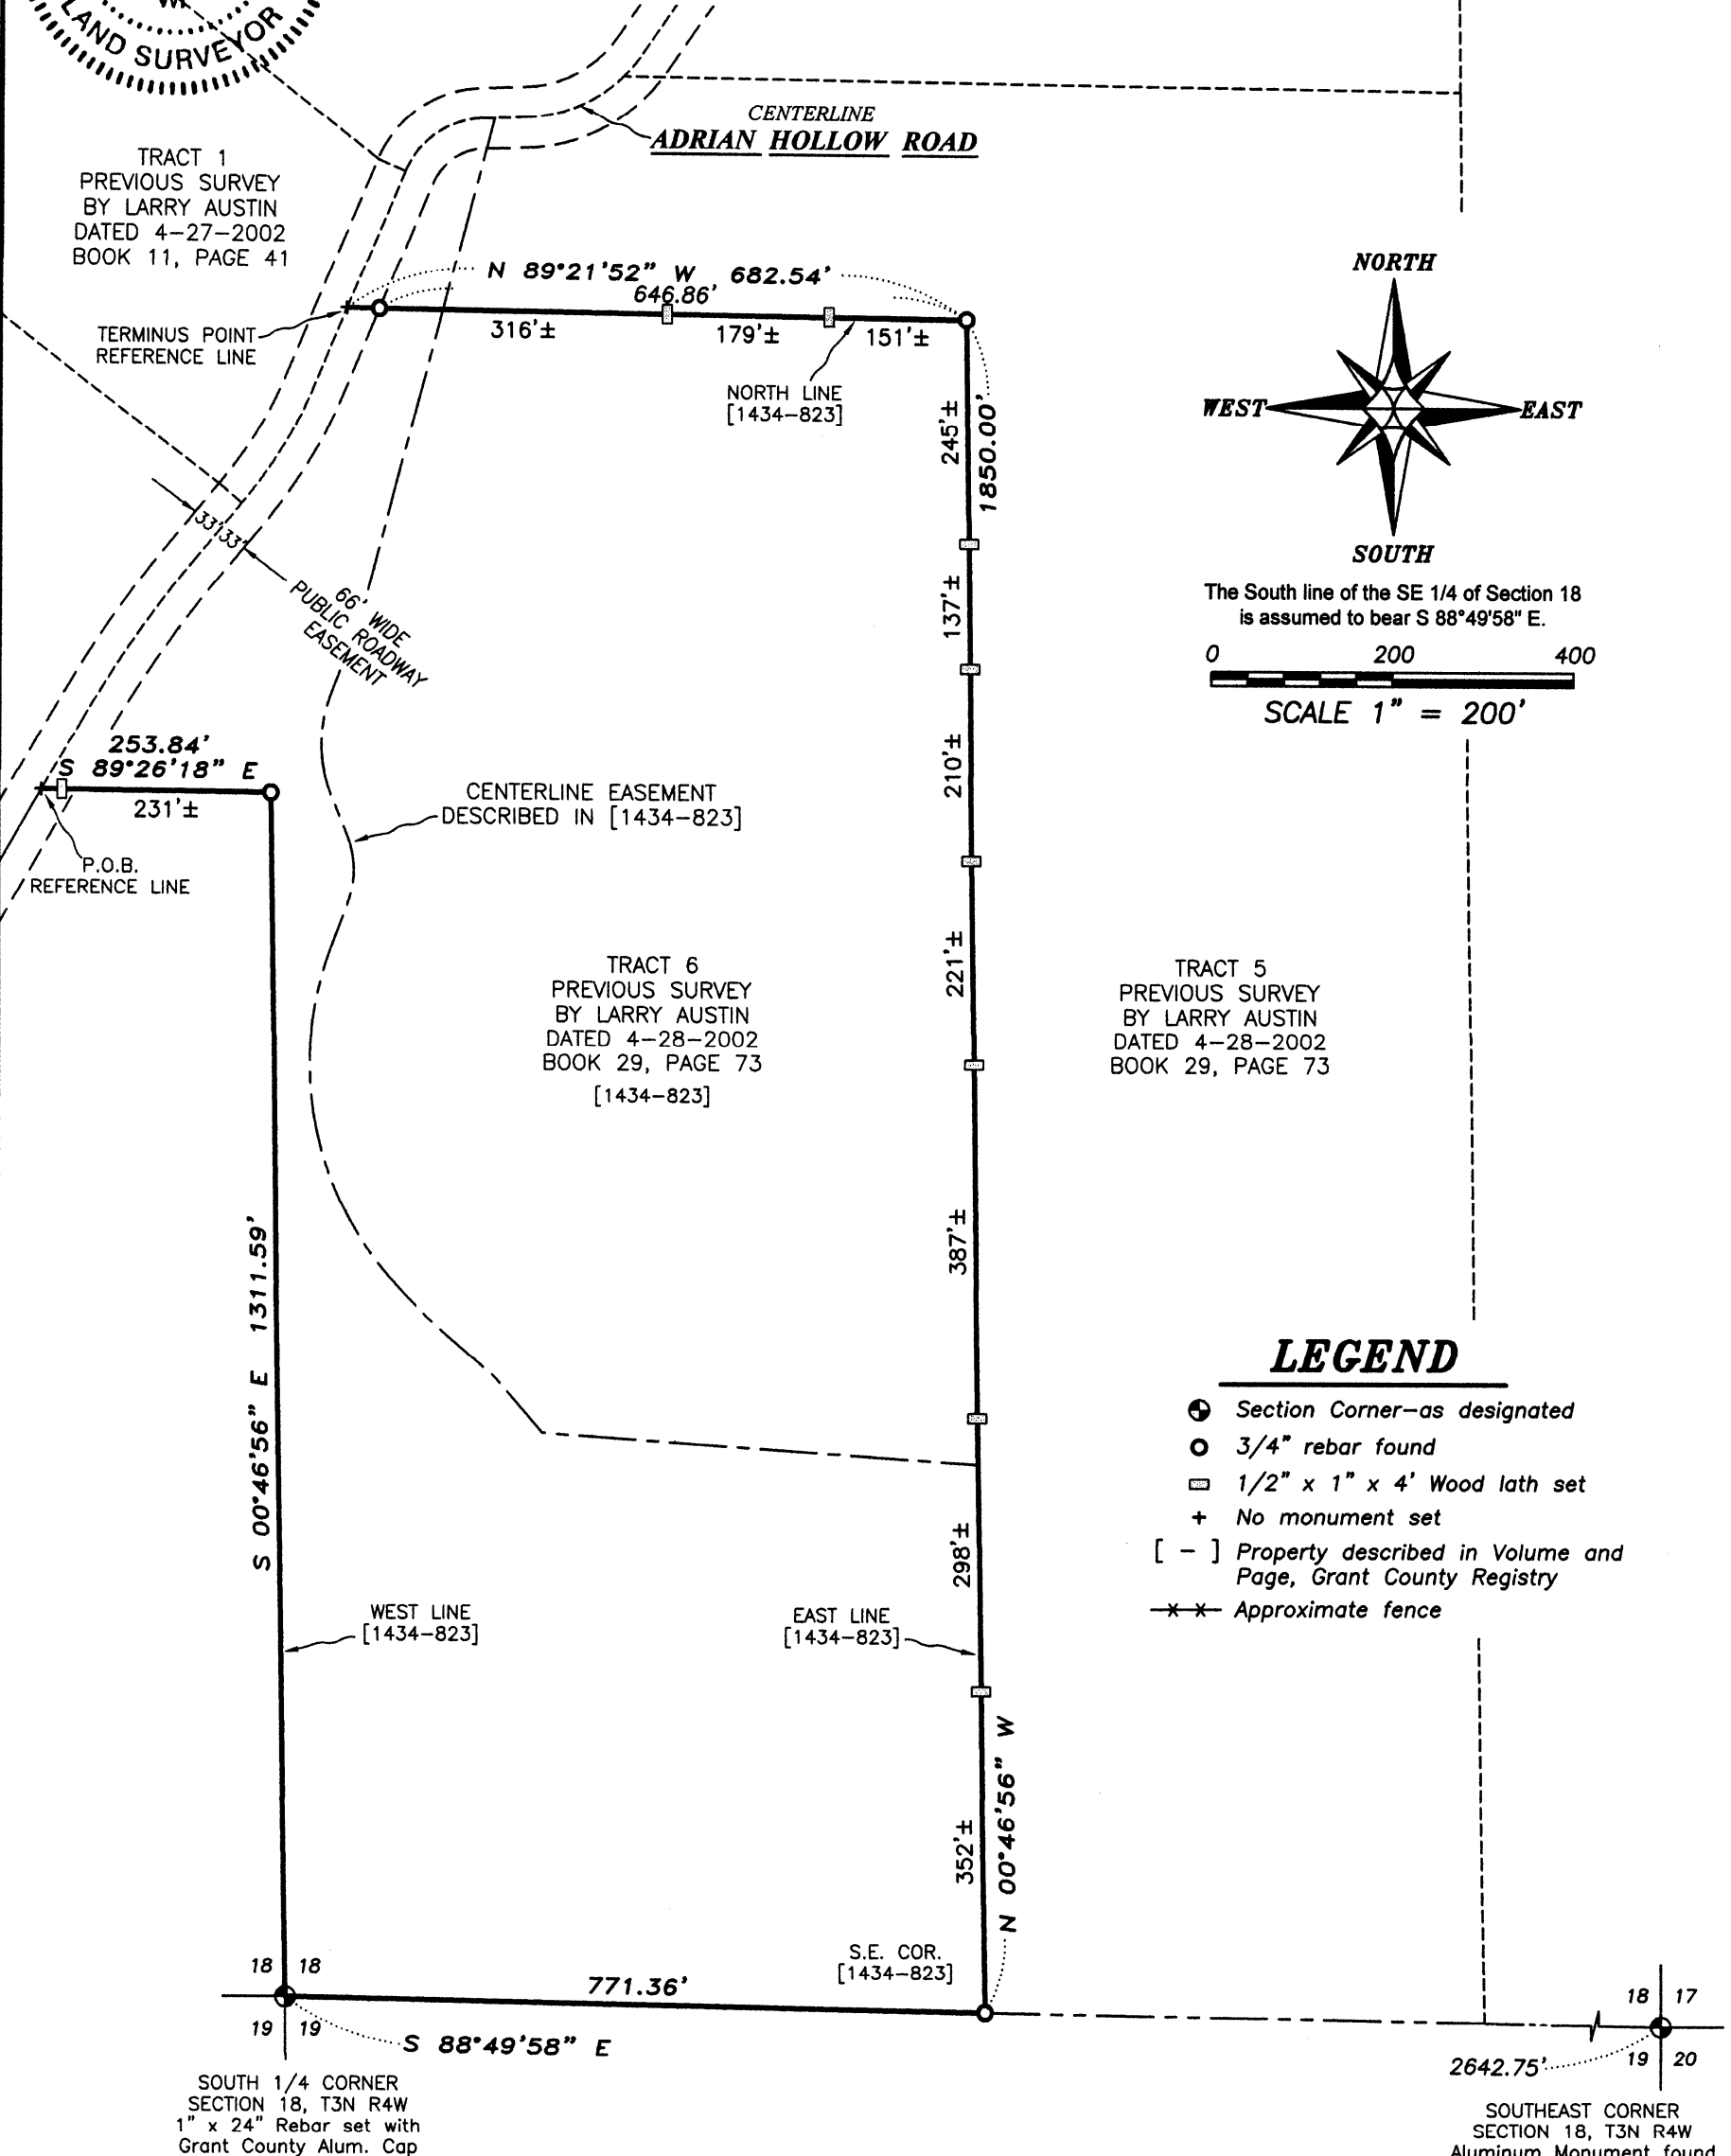 W
LAND SURVEYOR
CENTERLINE
ADRIAN HOLLOW ROAD
TRACT 1
PREVIOUS SURVEY
BY LARRY AUSTIN
DATED 4-27-2002
BOOK 11, PAGE 41
N 89°21'52" W 682.54'
646.86'
316'±
179'±
151'±
TERMINUS POINT
REFERENCE LINE
NORTH LINE
[1434-823]
NORTH
WEST
EAST
SOUTH
The South line of the SE 1/4 of Section 18
is assumed to bear S 88°49'58" E.
0 200 400
SCALE 1" = 200'
245'±
1850.00'
137'±
210'±
221'±
387'±
298'±
352'±
N 00°46'56" W
33'
33'
66' WIDE
PUBLIC ROADWAY
EASEMENT
253.84'
S 89°26'18" E
231'±
P.O.B.
REFERENCE LINE
CENTERLINE EASEMENT
DESCRIBED IN [1434-823]
TRACT 6
PREVIOUS SURVEY
BY LARRY AUSTIN
DATED 4-28-2002
BOOK 29, PAGE 73
[1434-823]
TRACT 5
PREVIOUS SURVEY
BY LARRY AUSTIN
DATED 4-28-2002
BOOK 29, PAGE 73
S 00°46'56" E 1311.59'
LEGEND
Section Corner-as designated
3/4" rebar found
1/2" x 1" x 4' Wood lath set
+ No monument set
[ - ] Property described in Volume and
Page, Grant County Registry
Approximate fence
WEST LINE
[1434-823]
EAST LINE
[1434-823]
S.E. COR.
[1434-823]
18 18
19 19
771.36'
S 88°49'58" E
SOUTH 1/4 CORNER
SECTION 18, T3N R4W
1" x 24" Rebar set with
Grant County Alum. Cap
18 17
19 20
2642.75'
SOUTHEAST CORNER
SECTION 18, T3N R4W
Aluminum Monument found